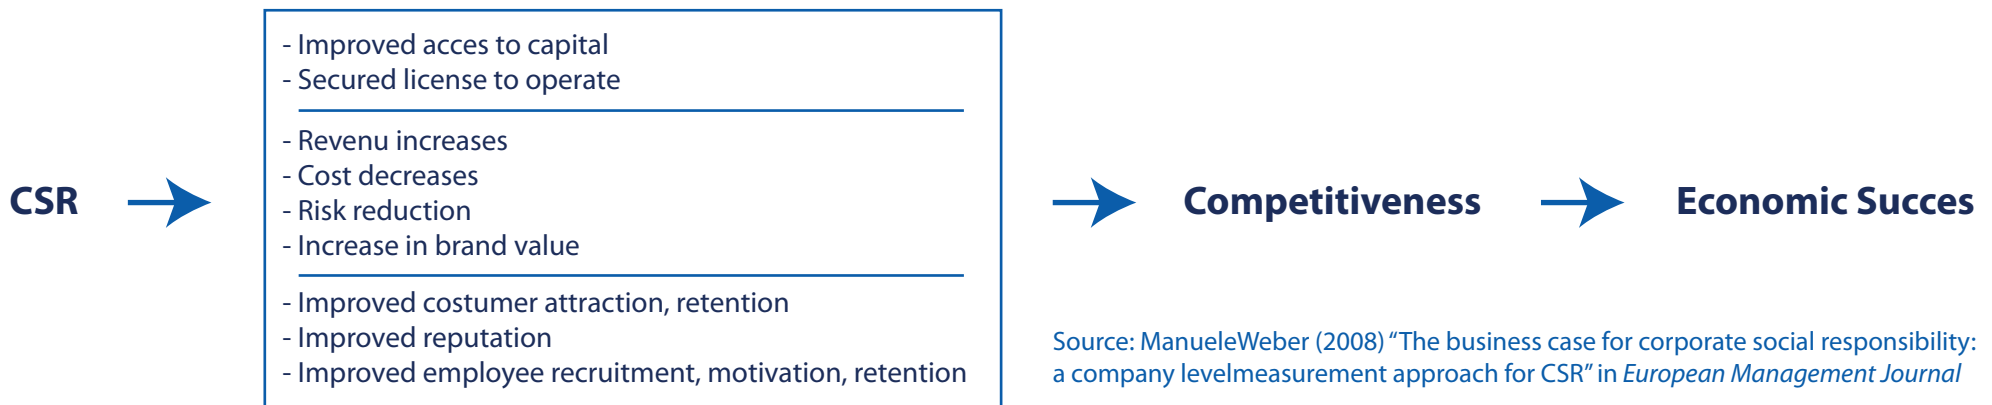 CSR
- Improved acces to capital
- Secured license to operate
- Revenu increases
- Cost decreases
- Risk reduction
- Increase in brand value
- Improved costumer attraction, retention
- Improved reputation
- Improved employee recruitment, motivation, retention
Competitiveness
Economic Succes
Source: ManueleWeber (2008) “The business case for corporate social responsibility:
a company levelmeasurement approach for CSR” in European Management Journal